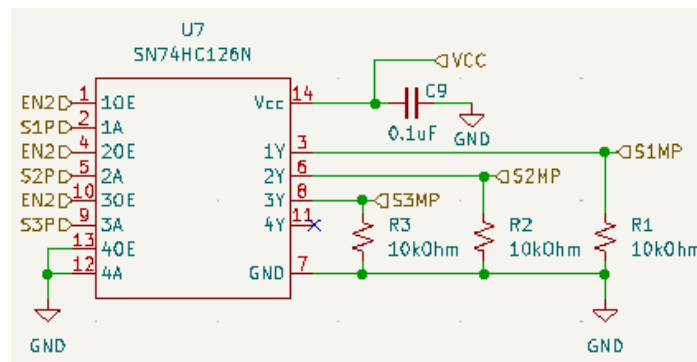 U7
SN74HC126N
VCC
EN2 1 1OE Vcc 14 C9
S1P 2 1A 0.1uF GND
EN2 4 2OE 1Y 3 S1MP
S2P 5 2A 2Y 6 S2MP
EN2 10 3OE 3Y 8 S3MP
S3P 9 3A 4Y 11 R3 R2 R1
13 4OE 10kOhm 10kOhm 10kOhm
12 4A GND 7
GND GND